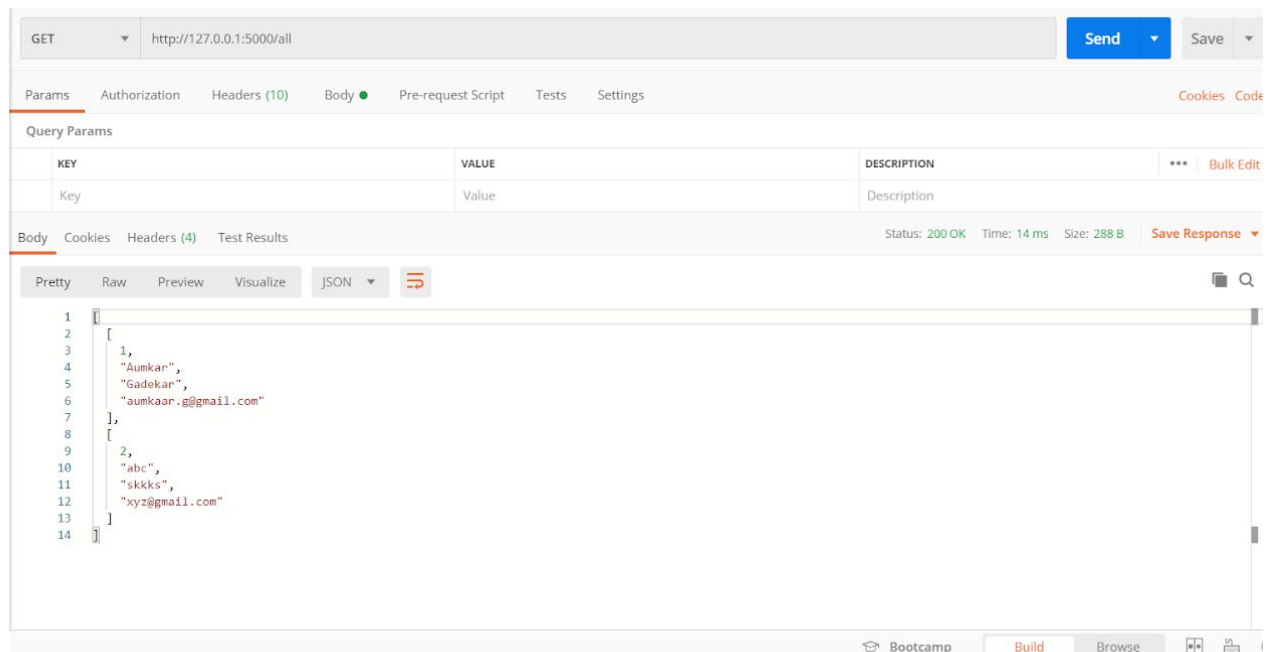 GET http://127.0.0.1:5000/all Send Save
Params Authorization Headers (10) Body Pre-request Script Tests Settings Cookies Code
Query Params
KEY VALUE DESCRIPTION ••• Bulk Edit
Key Value Description
Body Cookies Headers (4) Test Results Status: 200 OK Time: 14 ms Size: 288 B Save Response
Pretty Raw Preview Visualize JSON
1 [
2 [
3 1,
4 "Aumkar",
5 "Gadekar",
6 "aumkaar.g@gmail.com"
7 ],
8 [
9 2,
10 "abc",
11 "skkks",
12 "xyz@gmail.com"
13 ]
14 ]
Bootcamp Build Browse